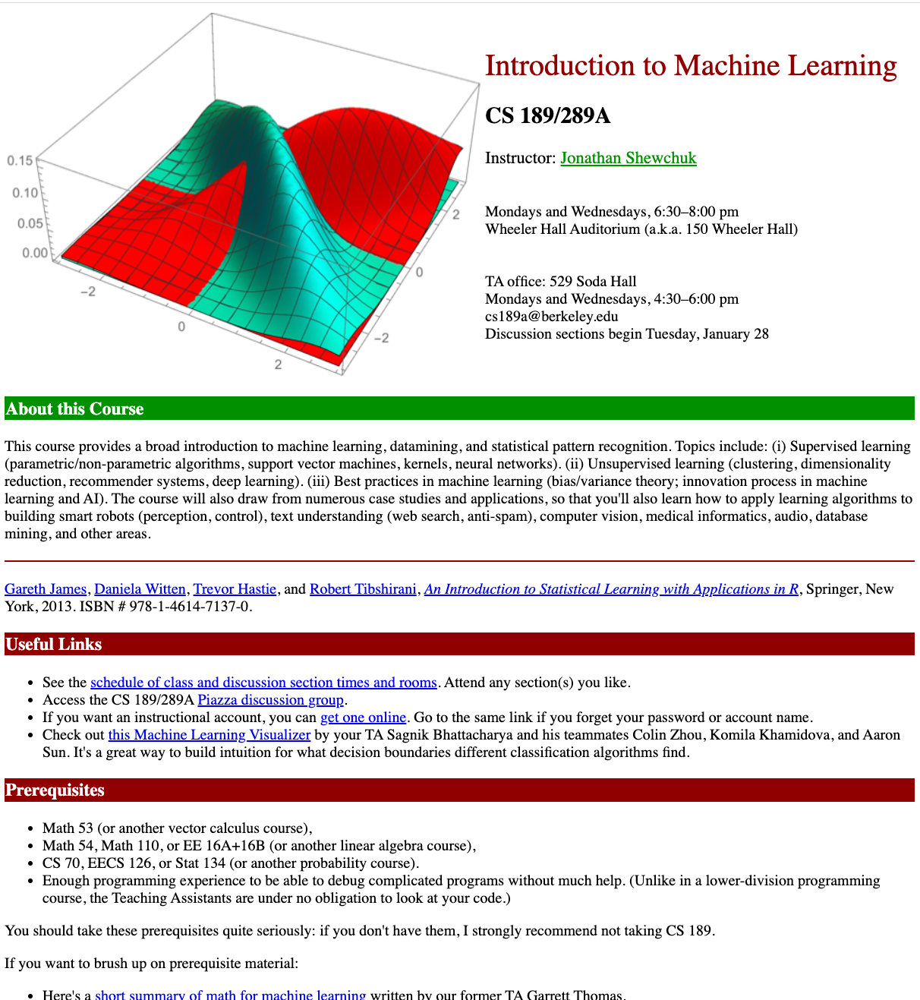 Introduction to Machine Learning
CS 189/289A
Instructor: Jonathan Shewchuk
Mondays and Wednesdays, 6:30–8:00 pm
Wheeler Hall Auditorium (a.k.a. 150 Wheeler Hall)
TA office: 529 Soda Hall
Mondays and Wednesdays, 4:30–6:00 pm
cs189a@berkeley.edu
Discussion sections begin Tuesday, January 28
0.15
0.10
0.05
0.00
−2
0
2
−2
0
2
About this Course
This course provides a broad introduction to machine learning, datamining, and statistical pattern recognition. Topics include: (i) Supervised learning
(parametric/non-parametric algorithms, support vector machines, kernels, neural networks). (ii) Unsupervised learning (clustering, dimensionality
reduction, recommender systems, deep learning). (iii) Best practices in machine learning (bias/variance theory; innovation process in machine
learning and AI). The course will also draw from numerous case studies and applications, so that you'll also learn how to apply learning algorithms to
building smart robots (perception, control), text understanding (web search, anti-spam), computer vision, medical informatics, audio, database
mining, and other areas.
Gareth James, Daniela Witten, Trevor Hastie, and Robert Tibshirani, An Introduction to Statistical Learning with Applications in R, Springer, New
York, 2013. ISBN # 978-1-4614-7137-0.
Useful Links
• See the schedule of class and discussion section times and rooms. Attend any section(s) you like.
• Access the CS 189/289A Piazza discussion group.
• If you want an instructional account, you can get one online. Go to the same link if you forget your password or account name.
• Check out this Machine Learning Visualizer by your TA Sagnik Bhattacharya and his teammates Colin Zhou, Komila Khamidova, and Aaron
Sun. It's a great way to build intuition for what decision boundaries different classification algorithms find.
Prerequisites
• Math 53 (or another vector calculus course),
• Math 54, Math 110, or EE 16A+16B (or another linear algebra course),
• CS 70, EECS 126, or Stat 134 (or another probability course).
• Enough programming experience to be able to debug complicated programs without much help. (Unlike in a lower-division programming
course, the Teaching Assistants are under no obligation to look at your code.)
You should take these prerequisites quite seriously: if you don't have them, I strongly recommend not taking CS 189.
If you want to brush up on prerequisite material:
• Here's a short summary of math for machine learning written by our former TA Garrett Thomas.